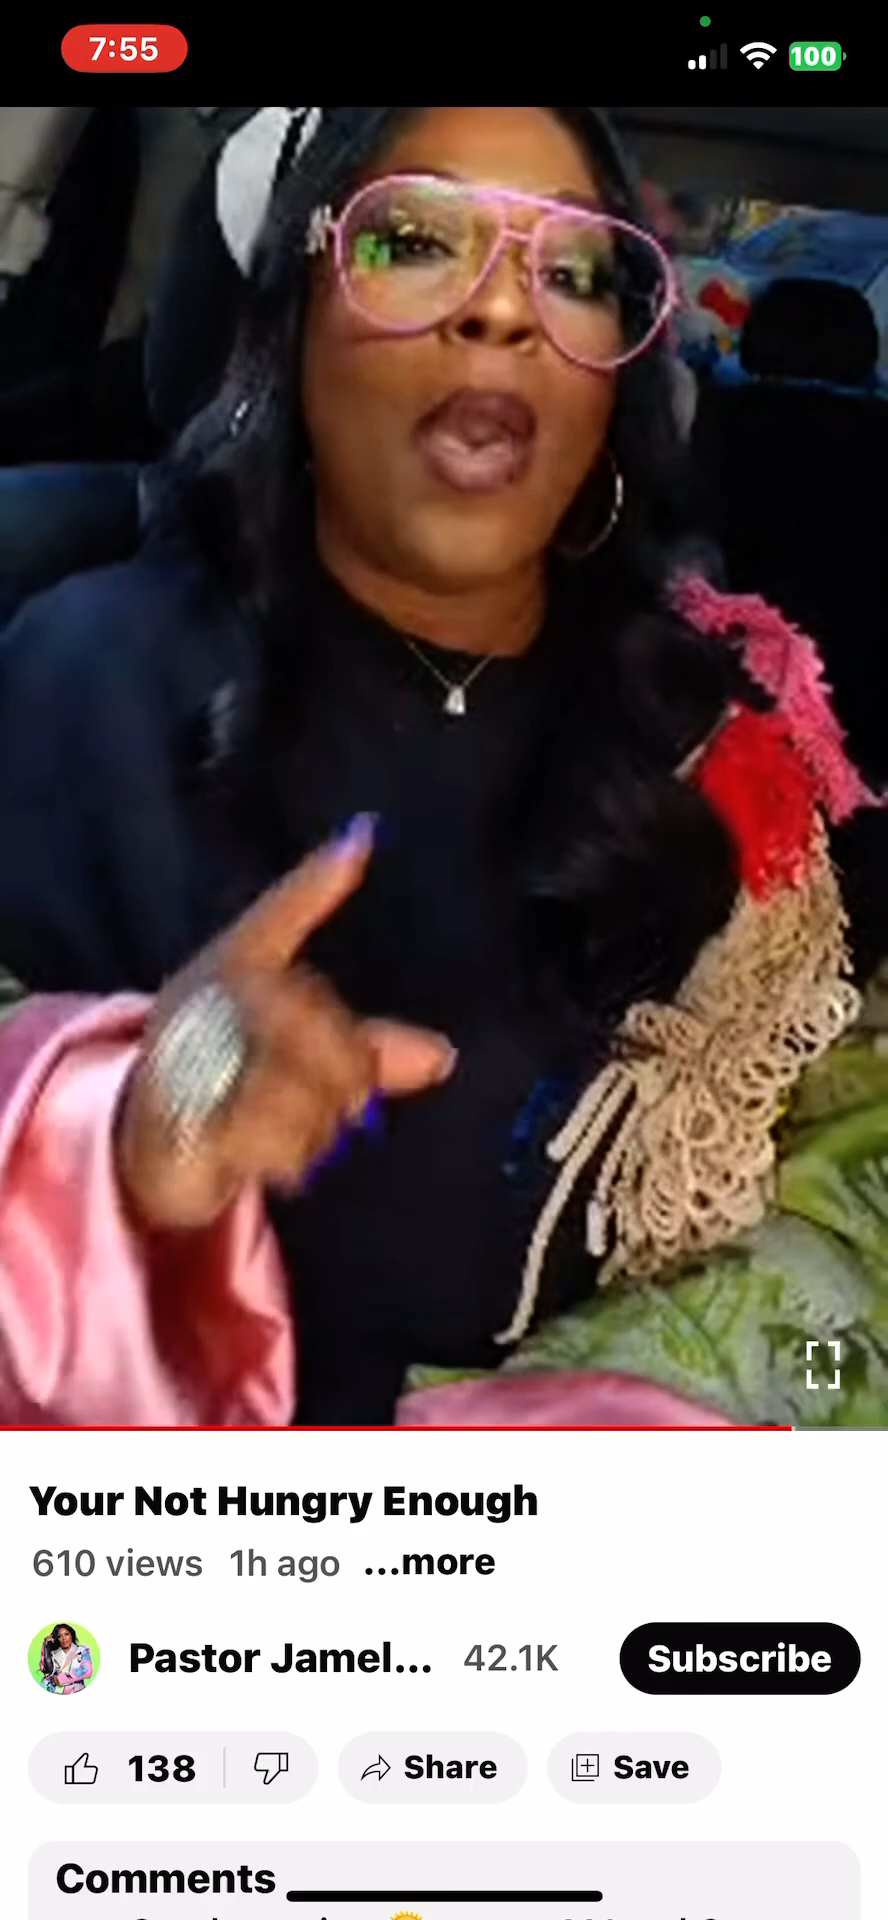 7:55
100
Your Not Hungry Enough
610 views 1h ago ...more
Pastor Jamel... 42.1K Subscribe
138 Share Save
Comments